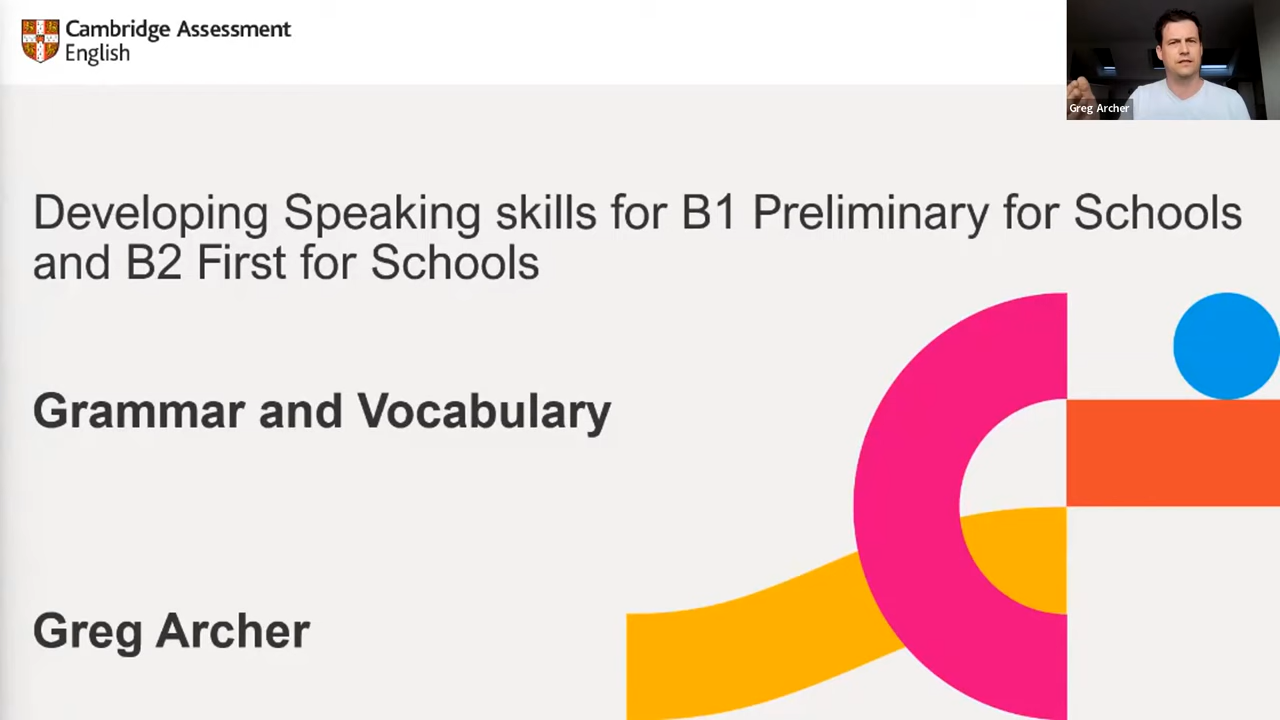 Cambridge Assessment
English
Greg Archer
Developing Speaking skills for B1 Preliminary for Schools
and B2 First for Schools
Grammar and Vocabulary
Greg Archer